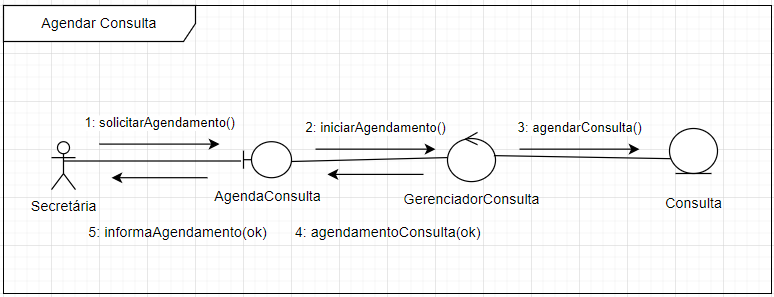 Agendar Consulta
1: solicitarAgendamento()
2: iniciarAgendamento()
3: agendarConsulta()
Secretária
AgendaConsulta
GerenciadorConsulta
Consulta
5: informaAgendamento(ok)
4: agendamentoConsulta(ok)